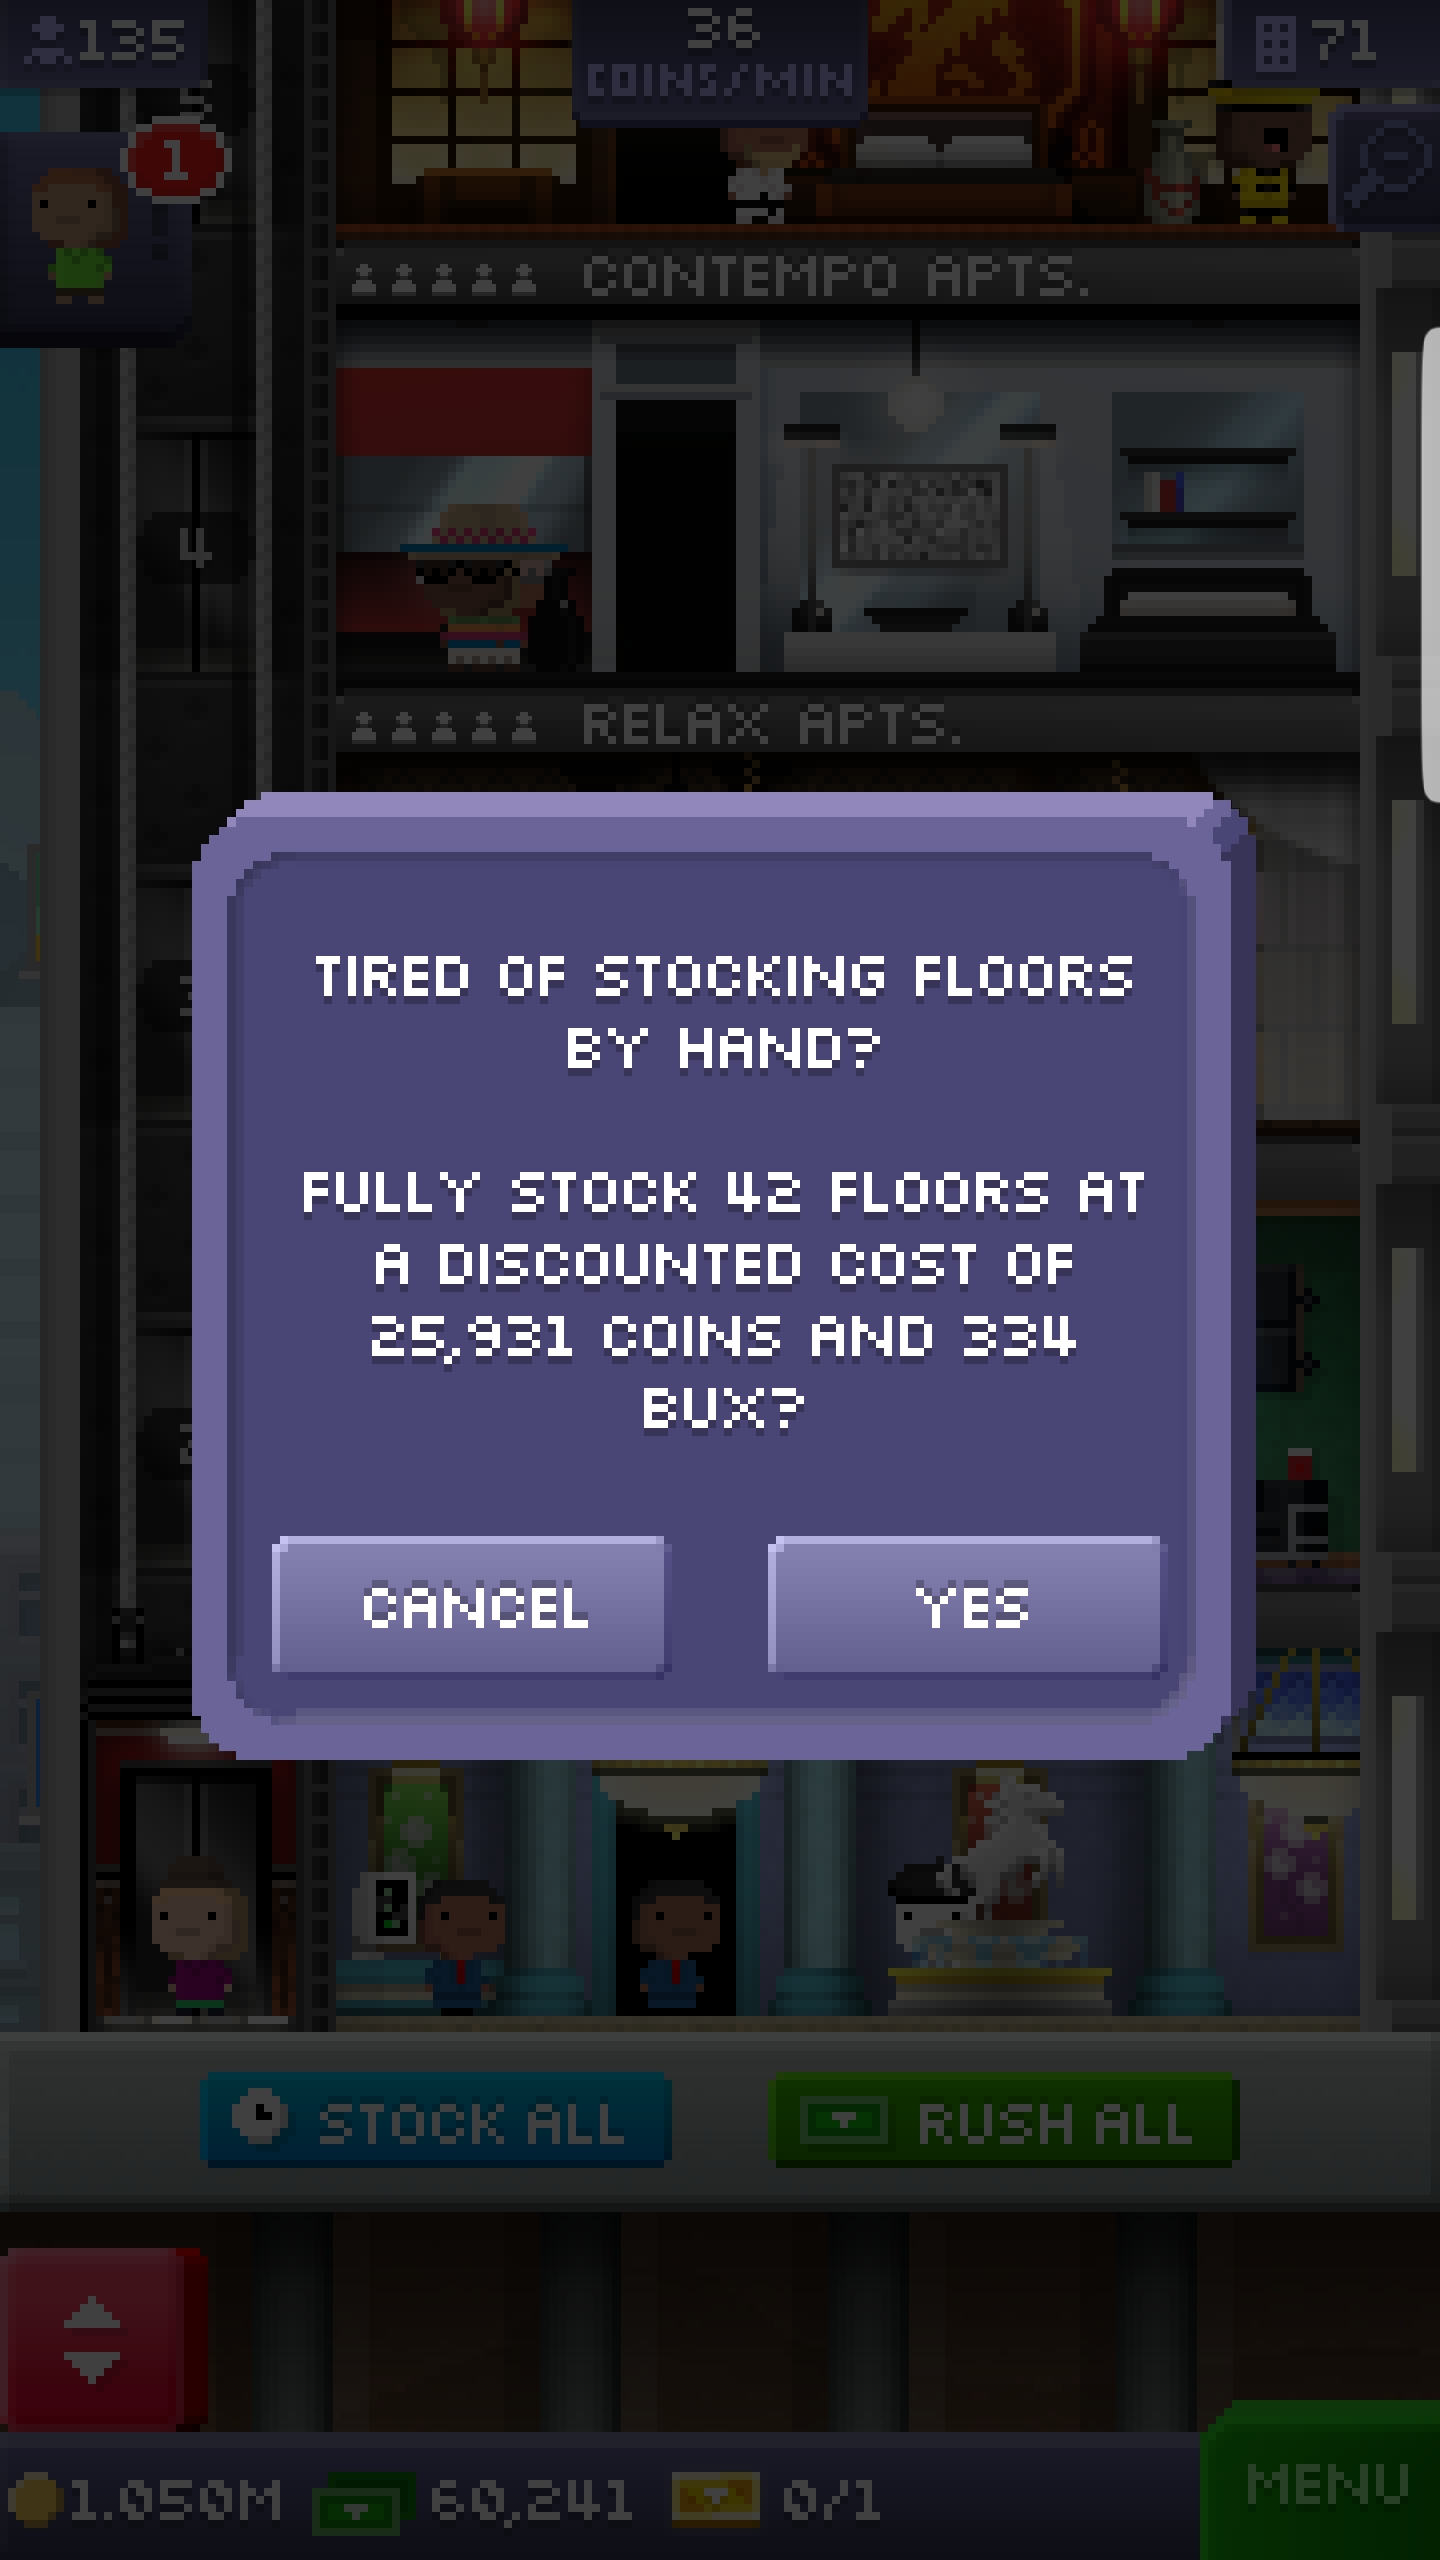 135
36
COINS/MIN
71
5
1
CONTEMPO APTS.
4
RELAX APTS.
TIRED OF STOCKING FLOORS
BY HAND?
FULLY STOCK 42 FLOORS AT
A DISCOUNTED COST OF
25,931 COINS AND 334
BUX?
CANCEL
YES
STOCK ALL
RUSH ALL
1.050M
60,241
0/1
MENU